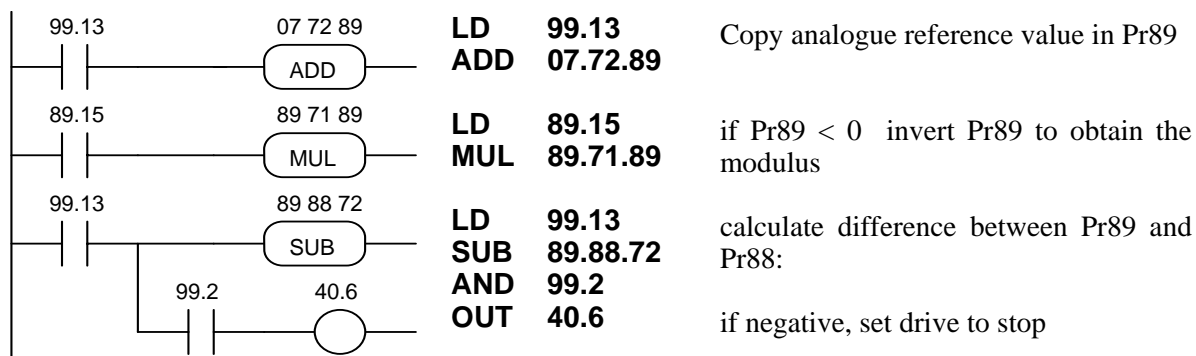 99.13 07 72 89
ADD
89.15 89 71 89
MUL
99.13 89 88 72
SUB
99.2 40.6
LD 99.13
ADD 07.72.89
LD 89.15
MUL 89.71.89
LD 99.13
SUB 89.88.72
AND 99.2
OUT 40.6
Copy analogue reference value in Pr89
if Pr89 < 0 invert Pr89 to obtain the
modulus
calculate difference between Pr89 and
Pr88:
if negative, set drive to stop